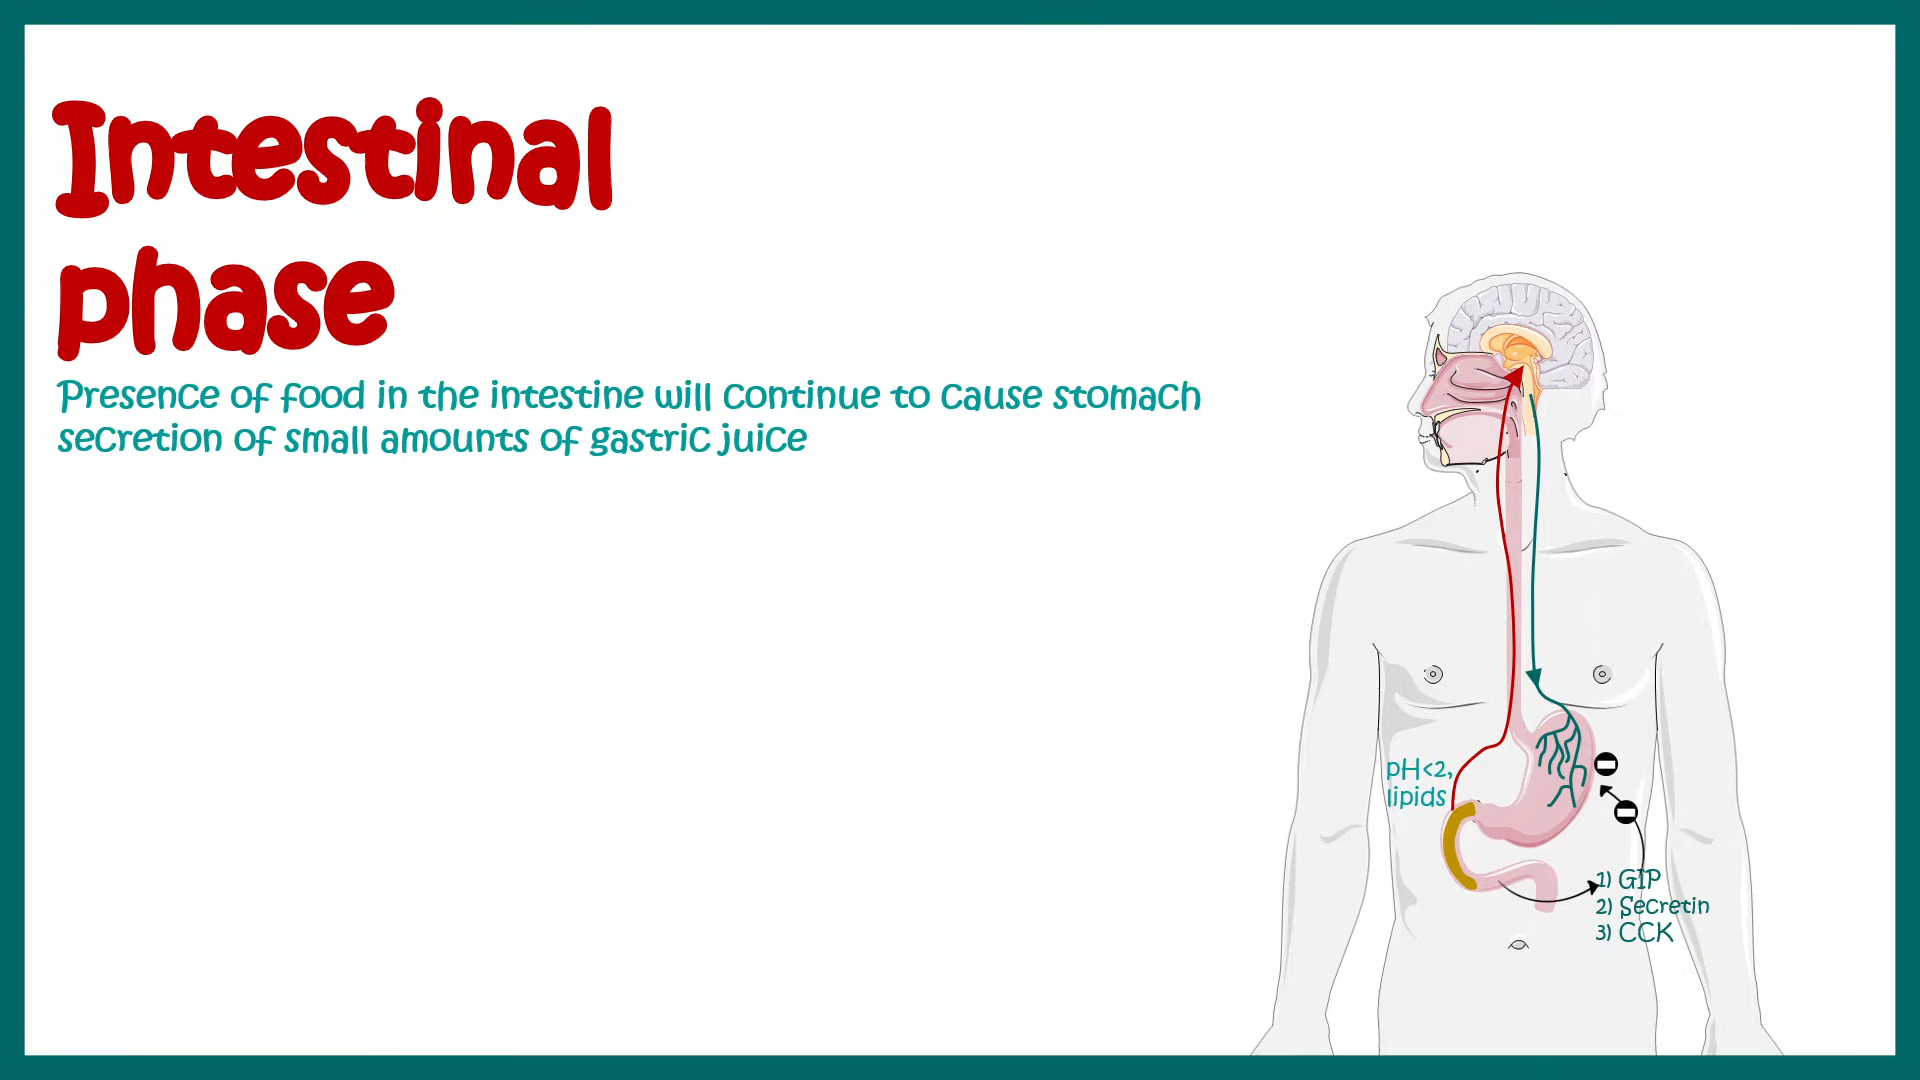 Intestinal
phase
Presence of food in the intestine will continue to cause stomach
secretion of small amounts of gastric juice
pH<2,
lipids
1) GIP
2) Secretin
3) CCK